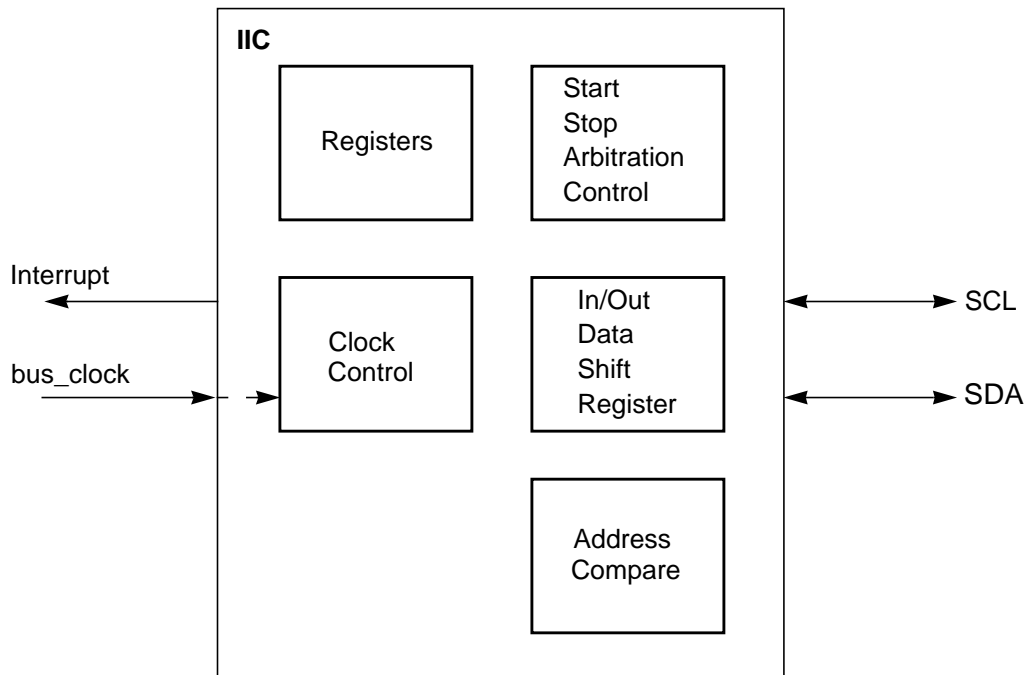 IIC
Registers
Start
Stop
Arbitration
Control
Interrupt
bus_clock
Clock
Control
In/Out
Data
Shift
Register
SCL
SDA
Address
Compare